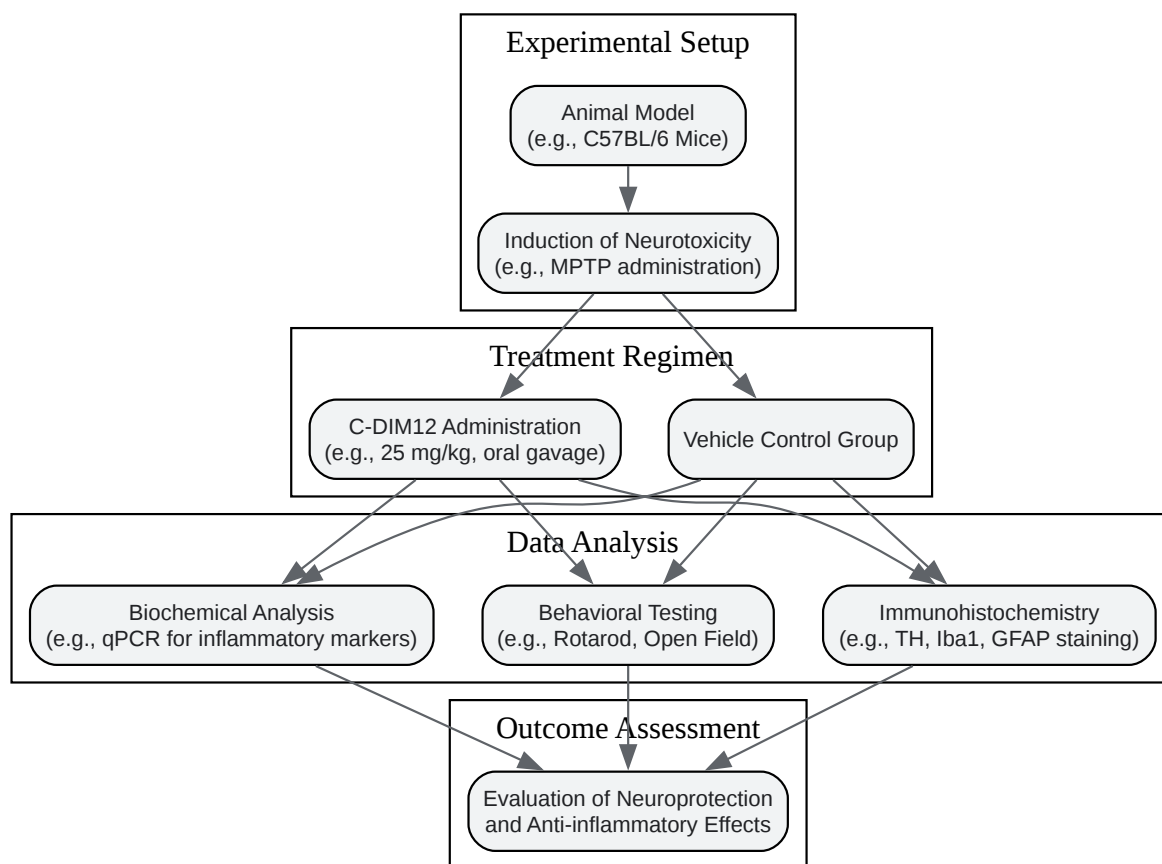 Experimental Setup
Animal Model
(e.g., C57BL/6 Mice)
Induction of Neurotoxicity
(e.g., MPTP administration)
Treatment Regimen
C-DIM12 Administration
(e.g., 25 mg/kg, oral gavage)
Vehicle Control Group
Data Analysis
Biochemical Analysis
(e.g., qPCR for inflammatory markers)
Behavioral Testing
(e.g., Rotarod, Open Field)
Immunohistochemistry
(e.g., TH, Iba1, GFAP staining)
Outcome Assessment
Evaluation of Neuroprotection
and Anti-inflammatory Effects